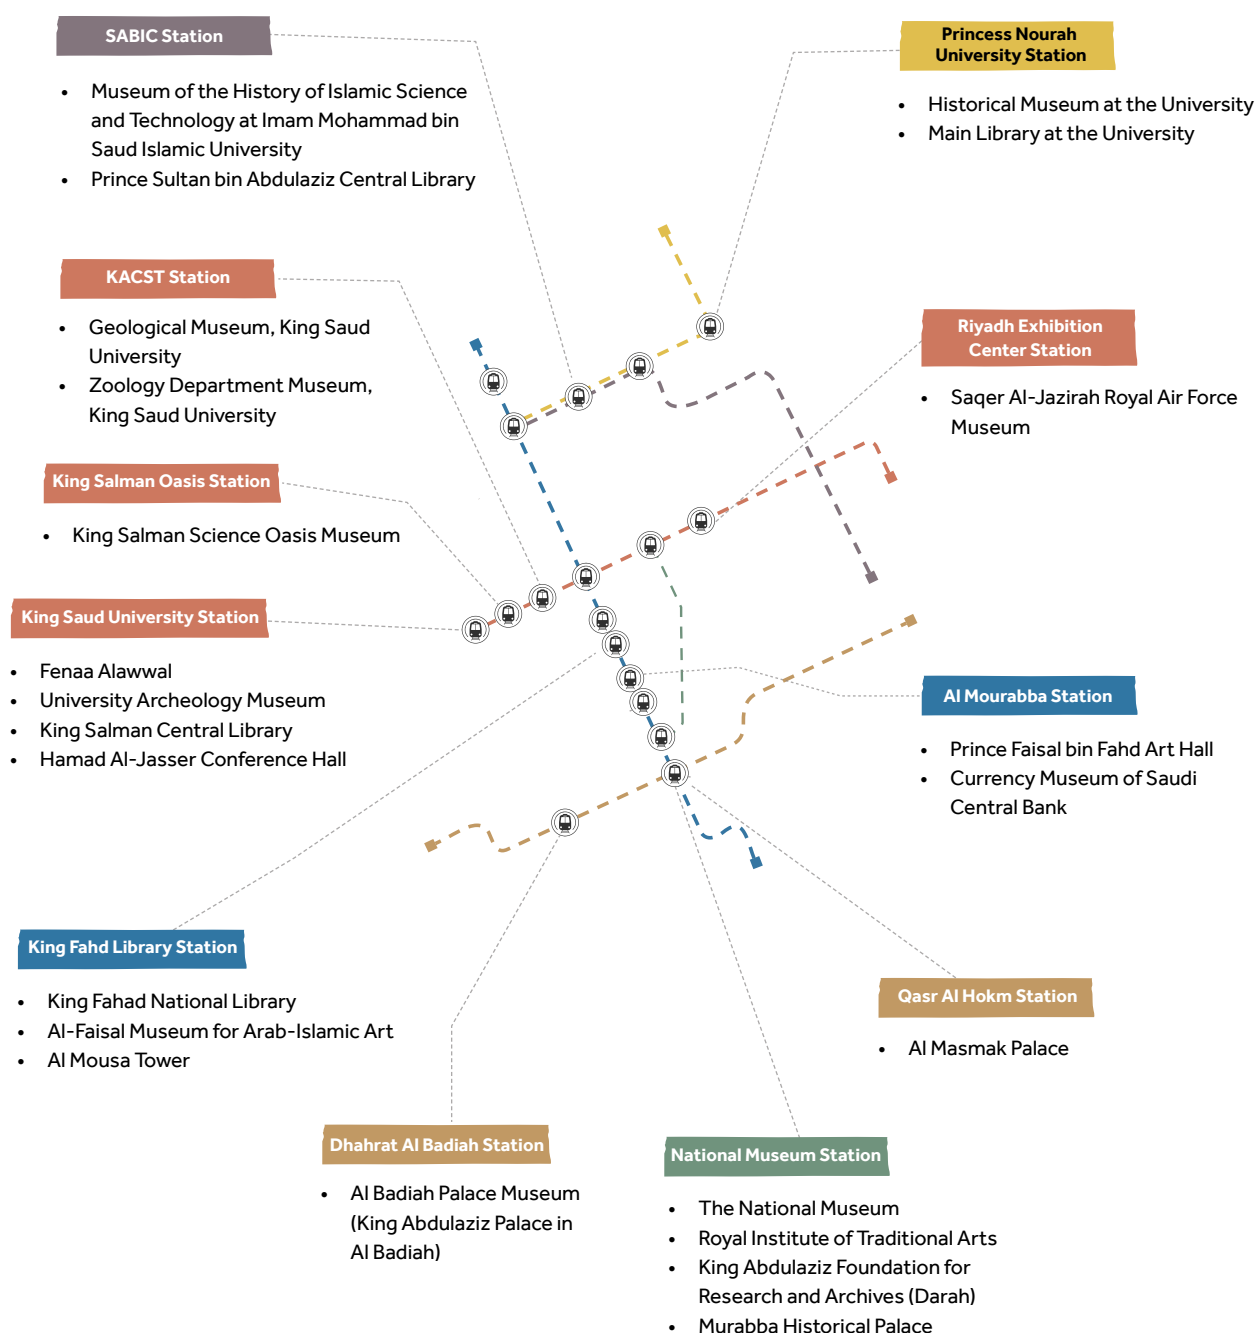 SABIC Station
• Museum of the History of Islamic Science
and Technology at Imam Mohammad bin
Saud Islamic University
• Prince Sultan bin Abdulaziz Central Library
Princess Nourah
University Station
• Historical Museum at the University
• Main Library at the University
KACST Station
• Geological Museum, King Saud
University
• Zoology Department Museum,
King Saud University
Riyadh Exhibition
Center Station
• Saqer Al-Jazirah Royal Air Force
Museum
King Salman Oasis Station
• King Salman Science Oasis Museum
King Saud University Station
• Fenaa Alawwal
• University Archeology Museum
• King Salman Central Library
• Hamad Al-Jasser Conference Hall
Al Mourabba Station
• Prince Faisal bin Fahd Art Hall
• Currency Museum of Saudi
Central Bank
King Fahd Library Station
• King Fahad National Library
• Al-Faisal Museum for Arab-Islamic Art
• Al Mousa Tower
Qasr Al Hokm Station
• Al Masmak Palace
Dhahrat Al Badiah Station
• Al Badiah Palace Museum
(King Abdulaziz Palace in
Al Badiah)
National Museum Station
• The National Museum
• Royal Institute of Traditional Arts
• King Abdulaziz Foundation for
Research and Archives (Darah)
• Murabba Historical Palace